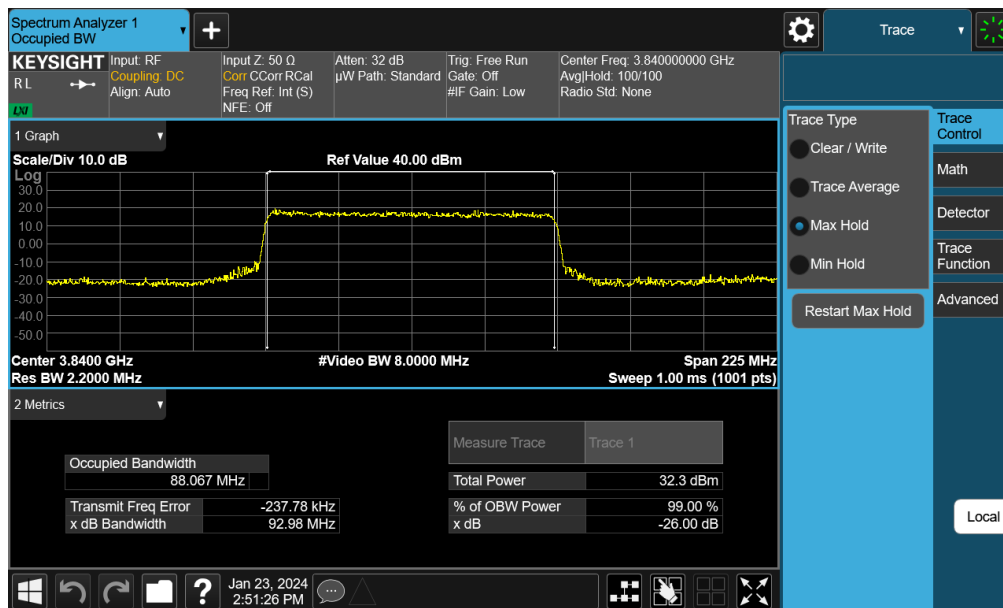 Spectrum Analyzer 1
Occupied BW
Trace
KEYSIGHT
R L
LXI
Input: RF
Coupling: DC
Align: Auto
Input Z: 50 Ω
Corr CCorr RCal
Freq Ref: Int (S)
NFE: Off
Atten: 32 dB
µW Path: Standard
Trig: Free Run
Gate: Off
#IF Gain: Low
Center Freq: 3.840000000 GHz
Avg|Hold: 100/100
Radio Std: None
1 Graph
Scale/Div 10.0 dB
Ref Value 40.00 dBm
Log
30.0
20.0
10.0
0.00
-10.0
-20.0
-30.0
-40.0
-50.0
Center 3.8400 GHz
#Video BW 8.0000 MHz
Span 225 MHz
Res BW 2.2000 MHz
Sweep 1.00 ms (1001 pts)
2 Metrics
Measure Trace
Trace 1
Occupied Bandwidth
88.067 MHz
Total Power
32.3 dBm
Transmit Freq Error
-237.78 kHz
% of OBW Power
99.00 %
x dB Bandwidth
92.98 MHz
x dB
-26.00 dB
Trace Type
Clear / Write
Trace Average
Max Hold
Min Hold
Restart Max Hold
Trace
Control
Math
Detector
Trace
Function
Advanced
Local
?
Jan 23, 2024
2:51:26 PM